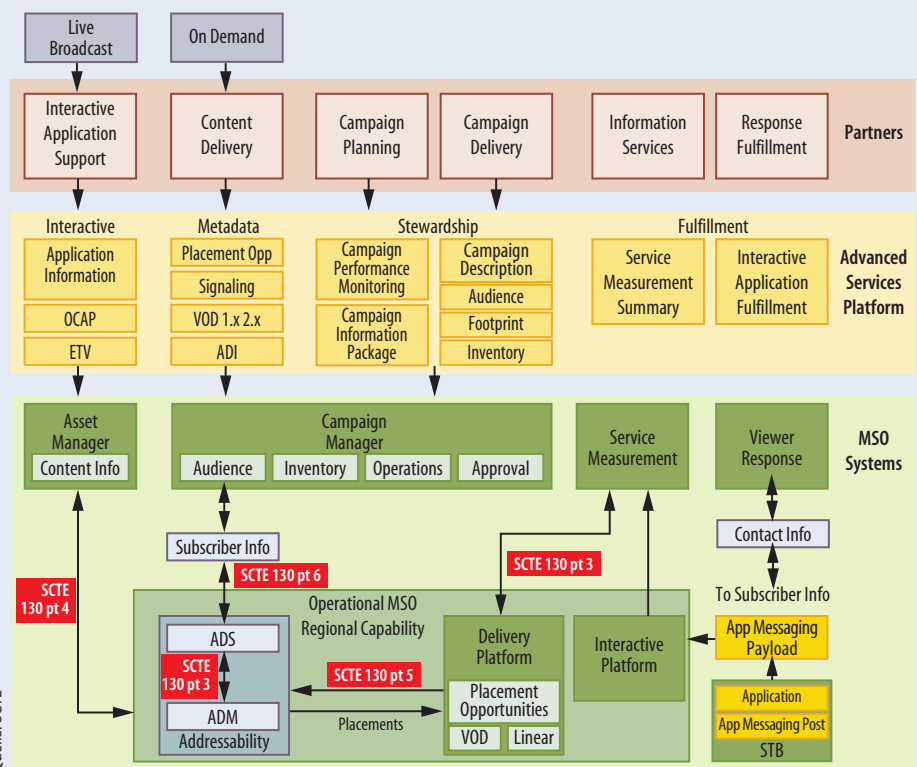 Live
Broadcast
On Demand
Interactive
Application
Support
Content
Delivery
Campaign
Planning
Campaign
Delivery
Information
Services
Response
Fulfillment
Partners
Interactive
Application
Information
OCAP
ETV
Metadata
Placement Opp
Signaling
VOD 1.x 2.x
ADI
Stewardship
Campaign
Performance
Monitoring
Campaign
Information
Package
Campaign
Description
Audience
Footprint
Inventory
Fulfillment
Service
Measurement
Summary
Interactive
Application
Fulfillment
Advanced
Services
Platform
Asset
Manager
Content Info
Campaign
Manager
Audience
Inventory
Operations
Approval
Service
Measurement
Viewer
Response
MSO
Systems
Subscriber Info
Contact Info
SCTE
130 pt 4
SCTE 130 pt 6
SCTE 130 pt 3
To Subscriber Info
Operational MSO
Regional Capability
ADS
SCTE
130 pt 3
ADM
Addressability
SCTE 130 pt 5
Placements
Delivery
Platform
Placement
Opportunities
VOD
Linear
Interactive
Platform
App Messaging
Payload
Application
App Messaging Post
STB